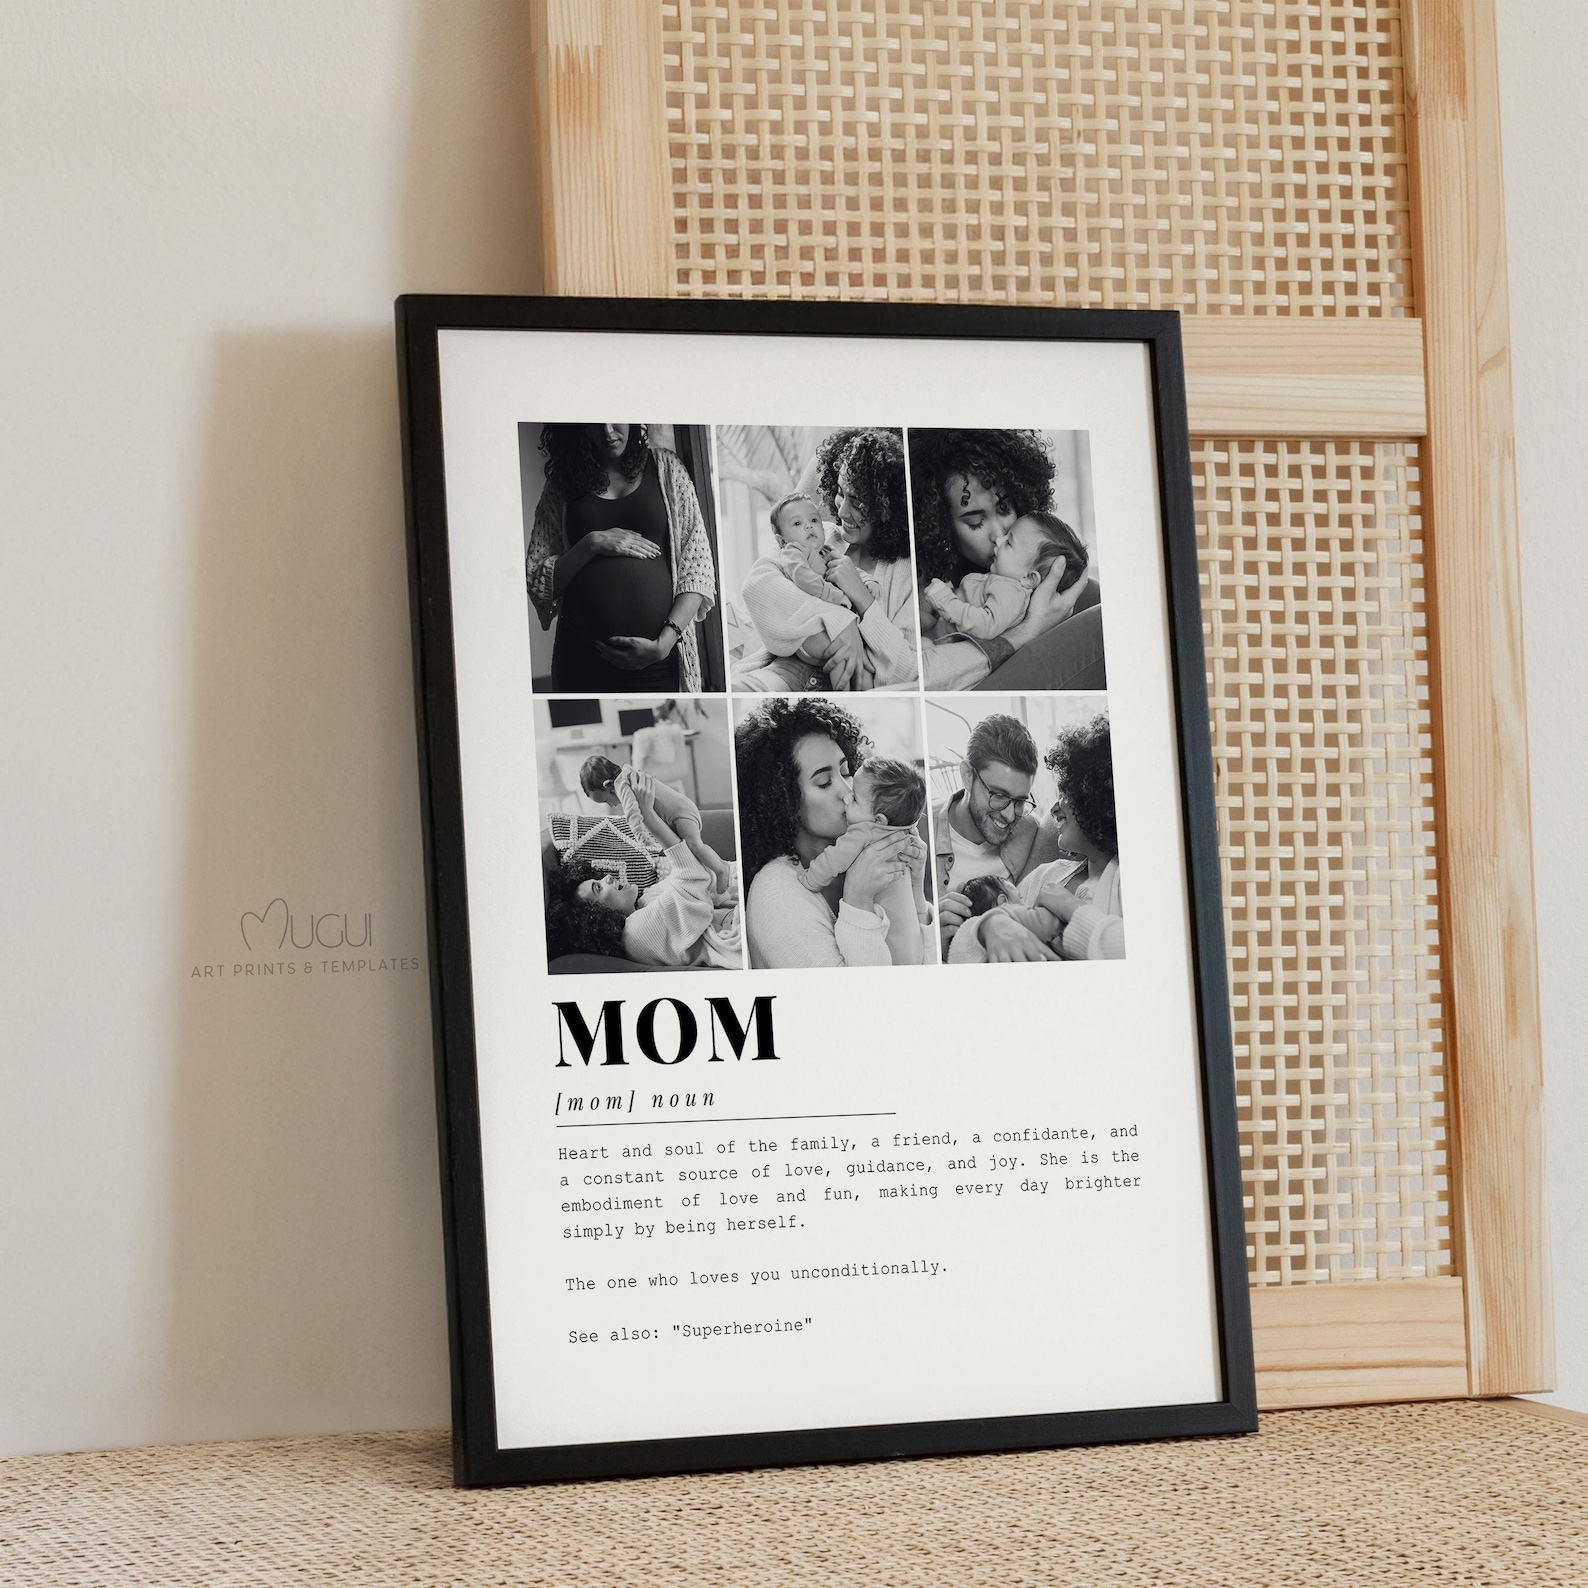 MUGUI
ART PRINTS & TEMPLATES
MOM
[mom] noun
Heart and soul of the family, a friend, a confidante, and
a constant source of love, guidance, and joy. She is the
embodiment of love and fun, making every day brighter
simply by being herself.
The one who loves you unconditionally.
See also: "Superheroine"